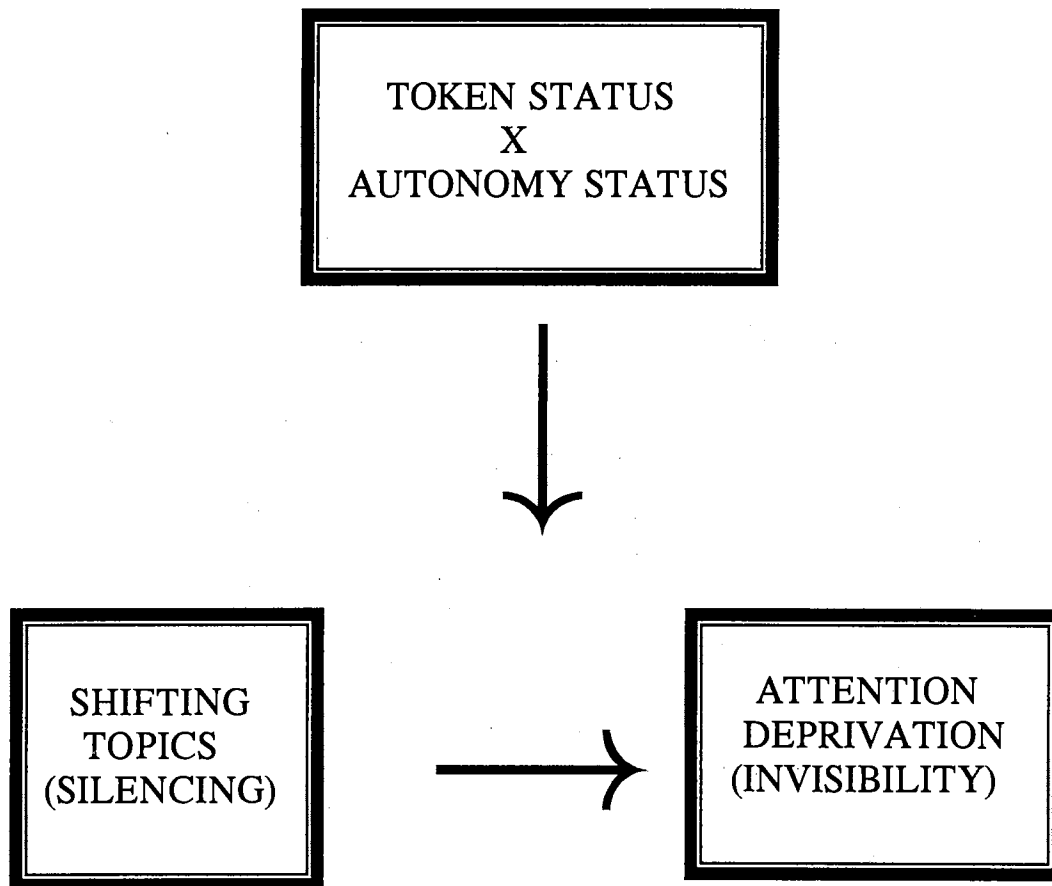 TOKEN STATUS
X
AUTONOMY STATUS
SHIFTING
TOPICS
(SILENCING)
ATTENTION
DEPRIVATION
(INVISIBILITY)